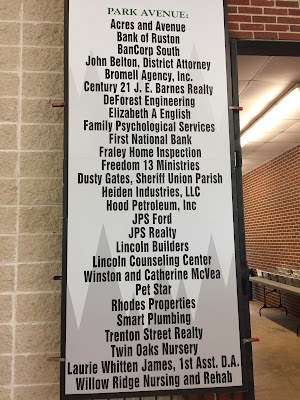 PARK AVENUE:
Acres and Avenue
Bank of Ruston
BanCorp South
John Belton, District Attorney
Bromell Agency, Inc.
Century 21 J. E. Barnes Realty
DeForest Engineering
Elizabeth A English
Family Psychological Services
First National Bank
Fraley Home Inspection
Freedom 13 Ministries
Dusty Gates, Sheriff Union Parish
Heiden Industries, LLC
Hood Petroleum, Inc
JPS Ford
JPS Realty
Lincoln Builders
Lincoln Counseling Center
Winston and Catherine McVea
Pet Star
Rhodes Properties
Smart Plumbing
Trenton Street Realty
Twin Oaks Nursery
Laurie Whitten James, 1st Asst. D.A.
Willow Ridge Nursing and Rehab